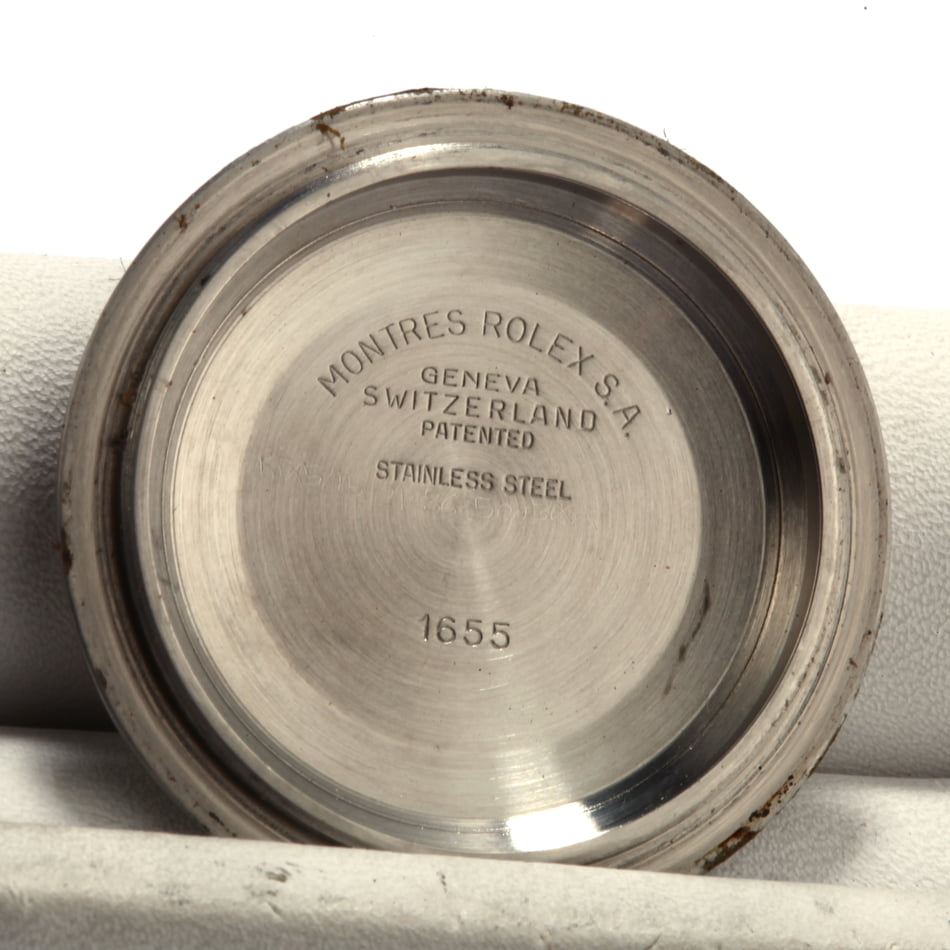 MONTRES ROLEX S.A.
GENEVA
SWITZERLAND
PATENTED
STAINLESS STEEL
1655